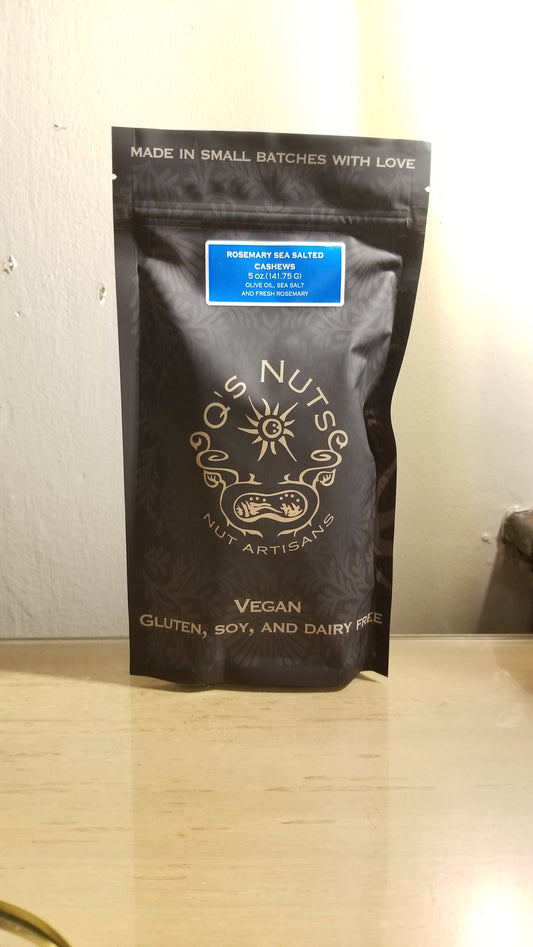 MADE IN SMALL BATCHES WITH LOVE
ROSEMARY SEA SALTED
CASHEWS
5 oz.(141.75 G)
OLIVE OIL, SEA SALT
AND FRESH ROSEMARY
Q'S NUTS
NUT ARTISANS
VEGAN
GLUTEN, SOY, AND DAIRY FREE